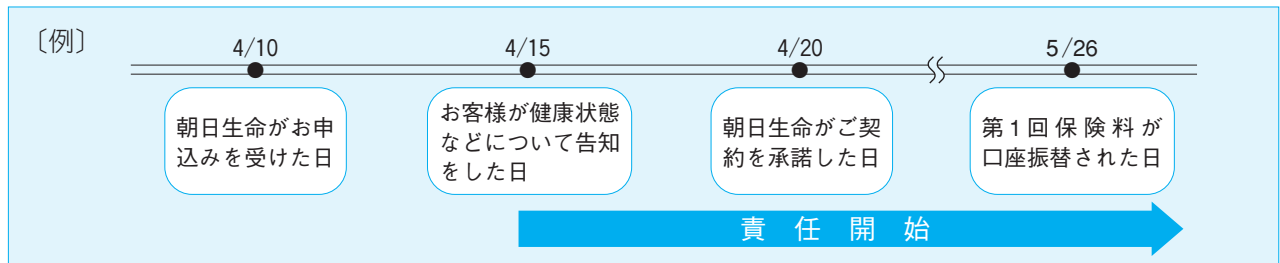 〔例〕
4/10
4/15
4/20
5/26
朝日生命がお申
込みを受けた日
お客様が健康状態
などについて告知
をした日
朝日生命がご契
約を承諾した日
第1回保険料が
口座振替された日
責任開始